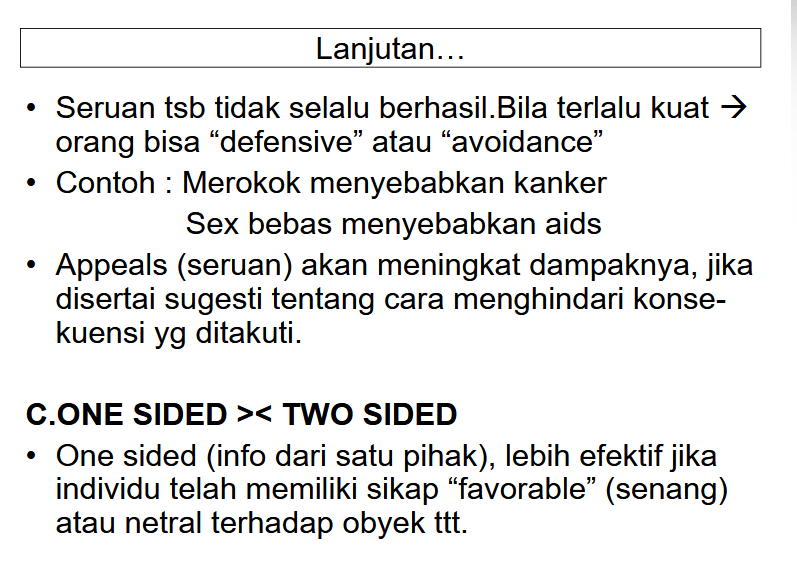 Lanjutan…
• Seruan tsb tidak selalu berhasil.Bila terlalu kuat →
orang bisa “defensive” atau “avoidance”
• Contoh : Merokok menyebabkan kanker
Sex bebas menyebabkan aids
• Appeals (seruan) akan meningkat dampaknya, jika
disertai sugesti tentang cara menghindari konse-
kuensi yg ditakuti.
C.ONE SIDED >< TWO SIDED
• One sided (info dari satu pihak), lebih efektif jika
individu telah memiliki sikap “favorable” (senang)
atau netral terhadap obyek ttt.